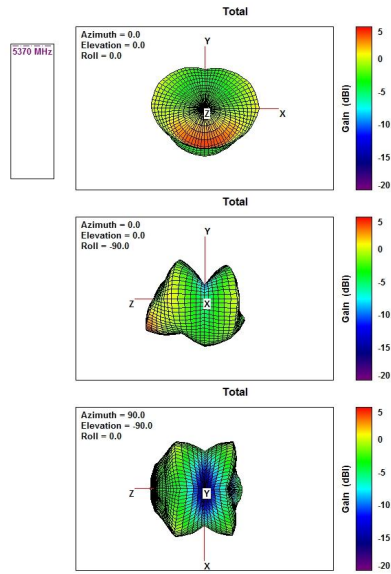 Total
5370 MHz
Azimuth = 0.0
Elevation = 0.0
Roll = 0.0
Y
X
Z
5
0
-5
-10
-15
-20
Gain (dBi)
Total
Azimuth = 0.0
Elevation = 0.0
Roll = -90.0
Y
Z
X
5
0
-5
-10
-15
-20
Gain (dBi)
Total
Azimuth = 90.0
Elevation = -90.0
Roll = 0.0
Z
Y
X
5
0
-5
-10
-15
-20
Gain (dBi)